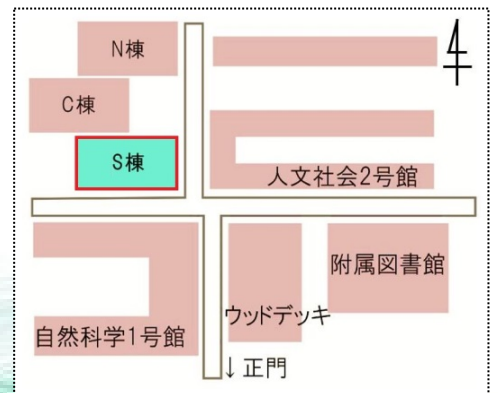 N棟
C棟
S棟
人文社会2号館
附属図書館
ウッドデッキ
自然科学1号館
↓正門